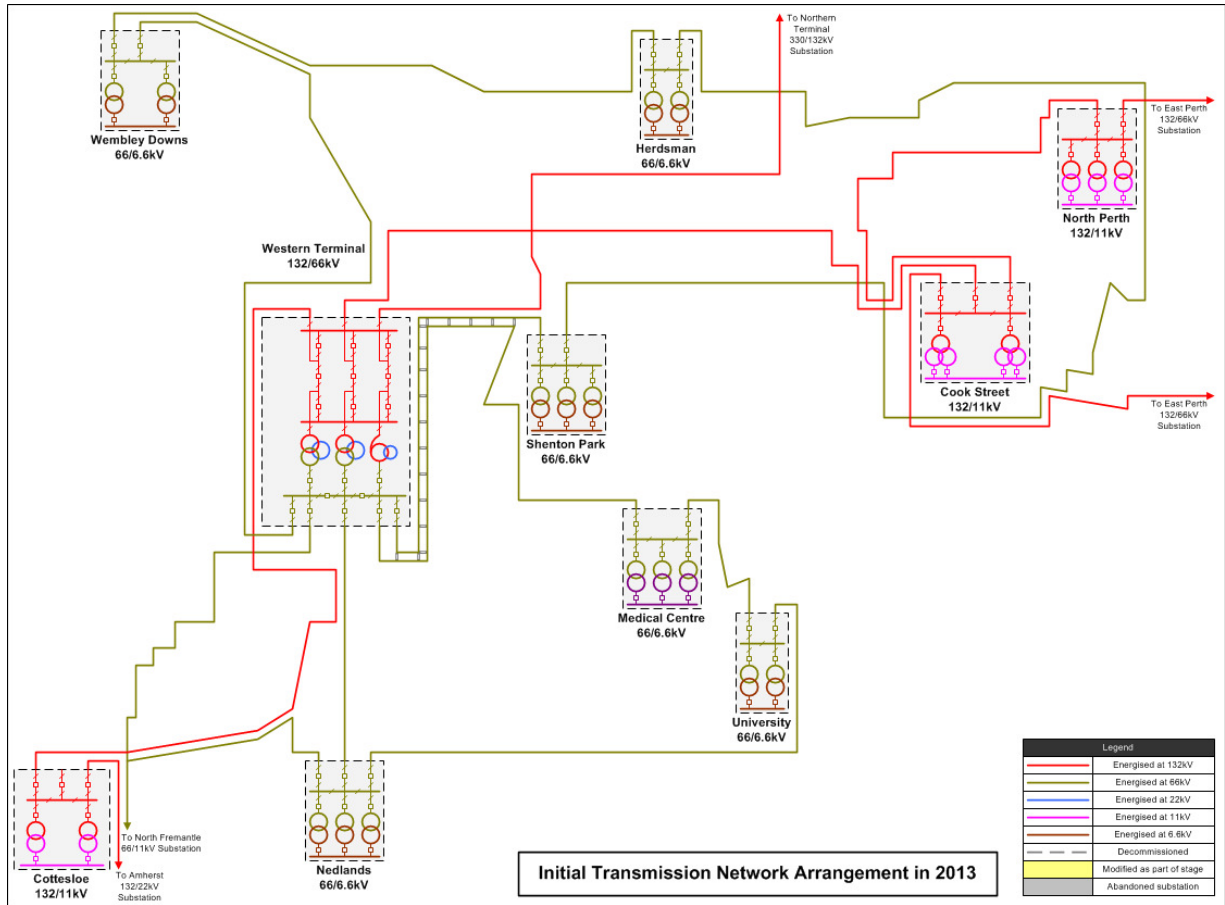 To Northern
Terminal
330/132kV
Substation
Wembley Downs
66/6.6kV
Herdsman
66/6.6kV
To East Perth
132/66kV
Substation
North Perth
132/11kV
Western Terminal
132/66kV
Cook Street
132/11kV
To East Perth
132/66kV
Substation
Shenton Park
66/6.6kV
Medical Centre
66/6.6kV
University
66/6.6kV
Cottesloe
132/11kV
To North Fremantle
66/11kV Substation
To Amherst
132/22kV
Substation
Nedlands
66/6.6kV
Initial Transmission Network Arrangement in 2013
Legend
Energised at 132kV
Energised at 66kV
Energised at 22kV
Energised at 11kV
Energised at 6.6kV
Decommissioned
Modified as part of stage
Abandoned substation